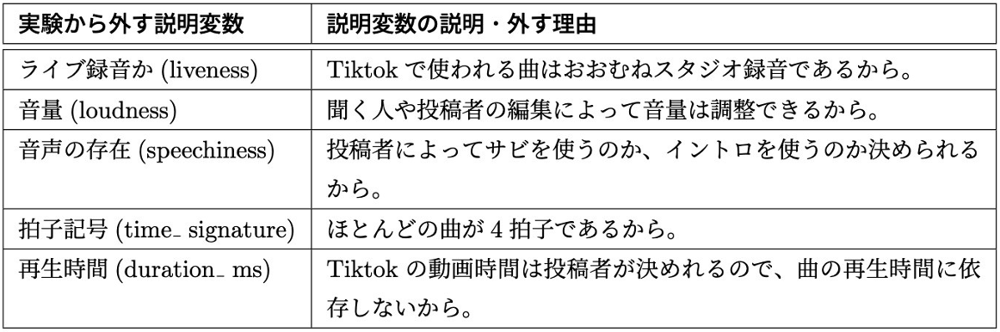 実験から外す説明変数 説明変数の説明・外す理由
ライブ録音か (liveness) Tiktok で使われる曲はおおむねスタジオ録音であるから。
音量 (loudness) 聞く人や投稿者の編集によって音量は調整できるから。
音声の存在 (speechiness) 投稿者によってサビを使うのか、イントロを使うのか決められる
から。
拍子記号 (time_ signature) ほとんどの曲が 4 拍子であるから。
再生時間 (duration_ ms) Tiktok の動画時間は投稿者が決めれるので、曲の再生時間に依
存しないから。